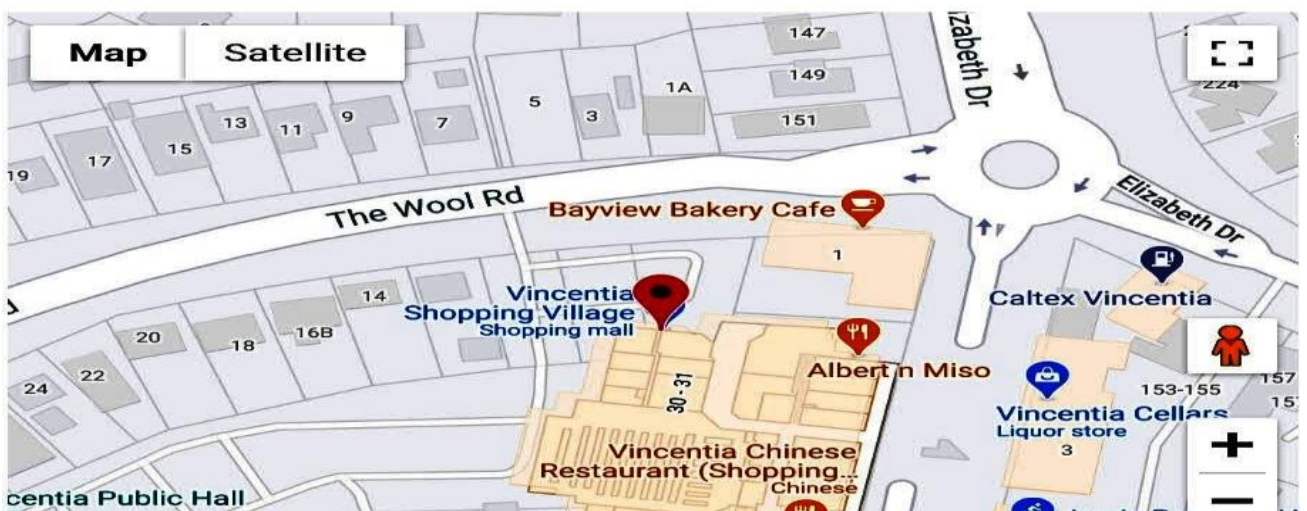 Map
Satellite
147
149
151
1A
3
5
7
9
11
13
15
17
19
Elizabeth Dr
224
The Wool Rd
Bayview Bakery Cafe
1
Elizabeth Dr
Caltex Vincentia
Vincentia
Shopping Village
Shopping mall
14
16B
18
20
22
24
30 - 31
Albert n Miso
153-155
157
Vincentia Cellars
Liquor store
3
Vincentia Chinese
Restaurant (Shopping...
Chinese
centia Public Hall